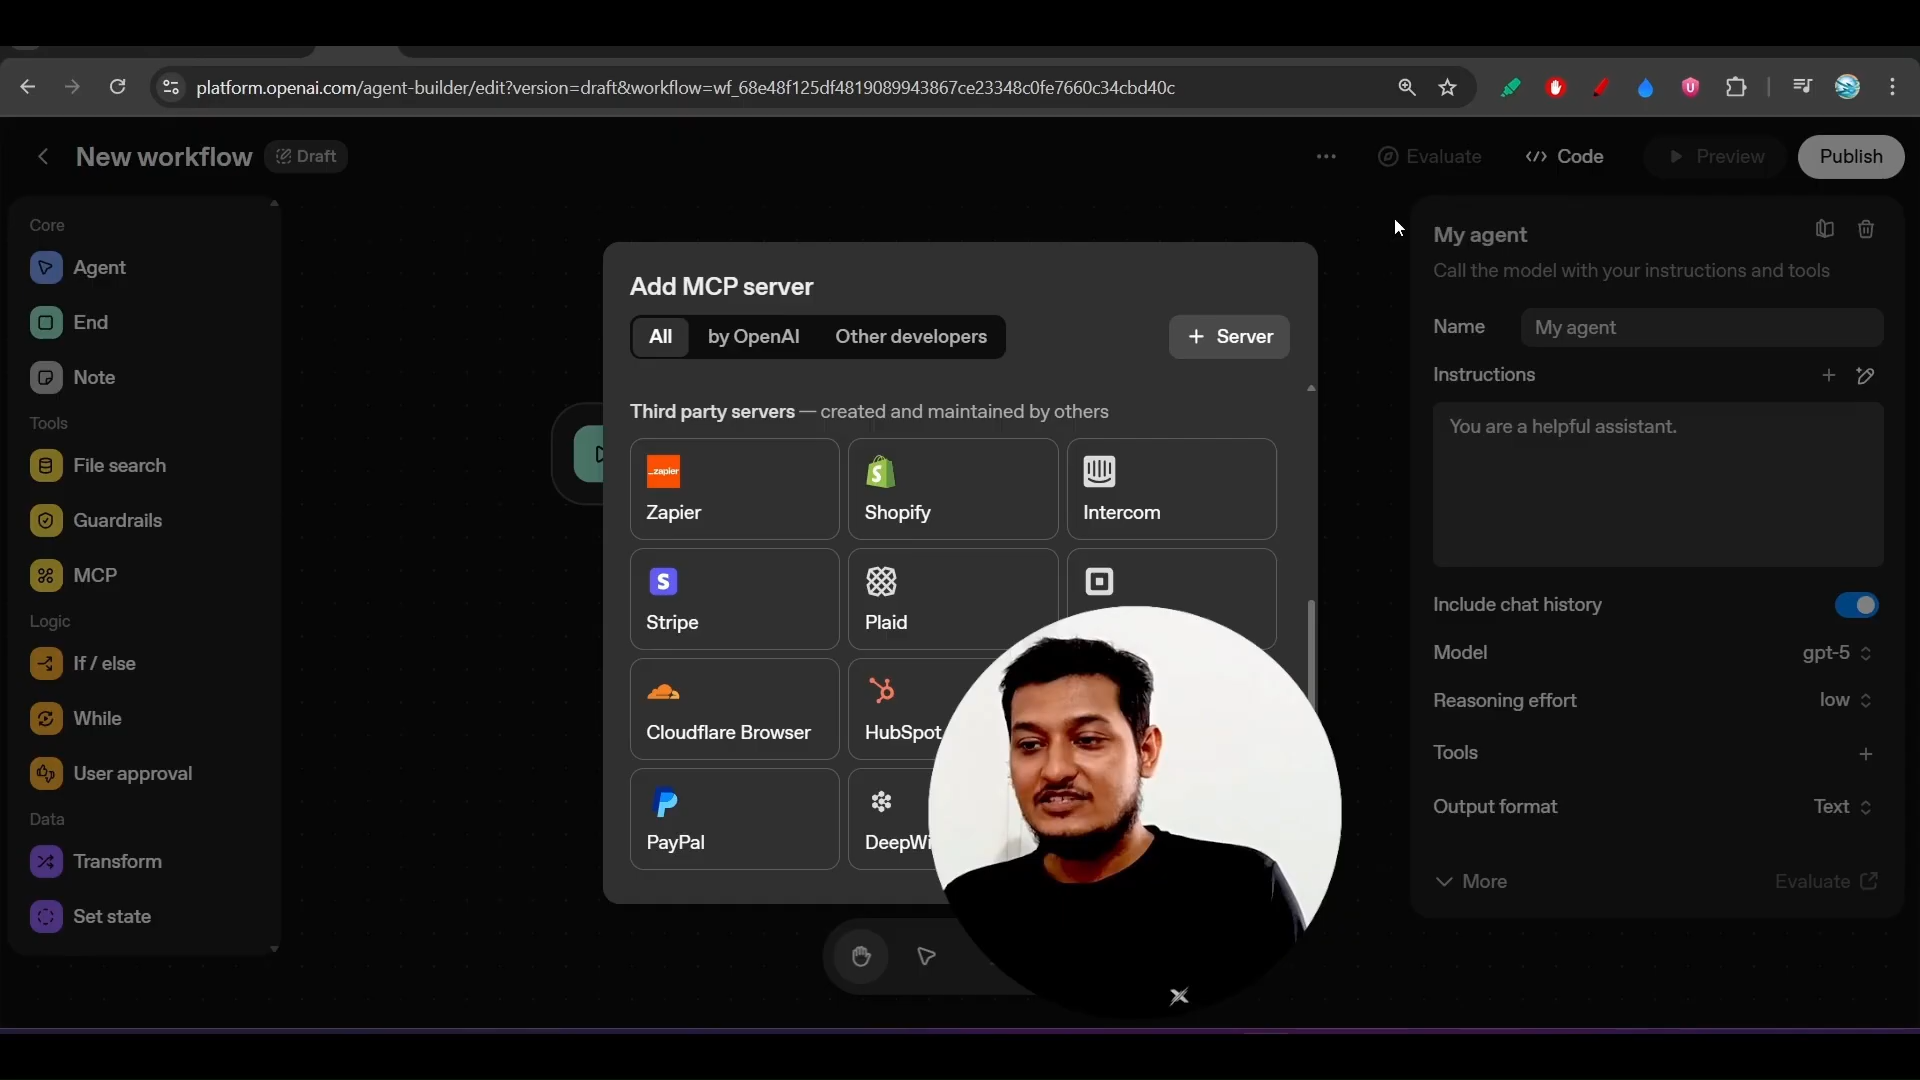 platform.openai.com/agent-builder/edit?version=draft&workflow=wf_68e48f125df4819089943867ce23348c0fe7660c34cbd40c
New workflow
Draft
Evaluate
Code
Preview
Publish
Core
Agent
End
Note
Tools
File search
Guardrails
MCP
Logic
If / else
While
User approval
Data
Transform
Set state
Add MCP server
All
by OpenAI
Other developers
+ Server
Third party servers — created and maintained by others
zapier
Zapier
Shopify
Intercom
Stripe
Plaid
Cloudflare Browser
HubSpot
PayPal
DeepWi
My agent
Call the model with your instructions and tools
Name
My agent
Instructions
You are a helpful assistant.
Include chat history
Model
gpt-5
Reasoning effort
low
Tools
Output format
Text
More
Evaluate